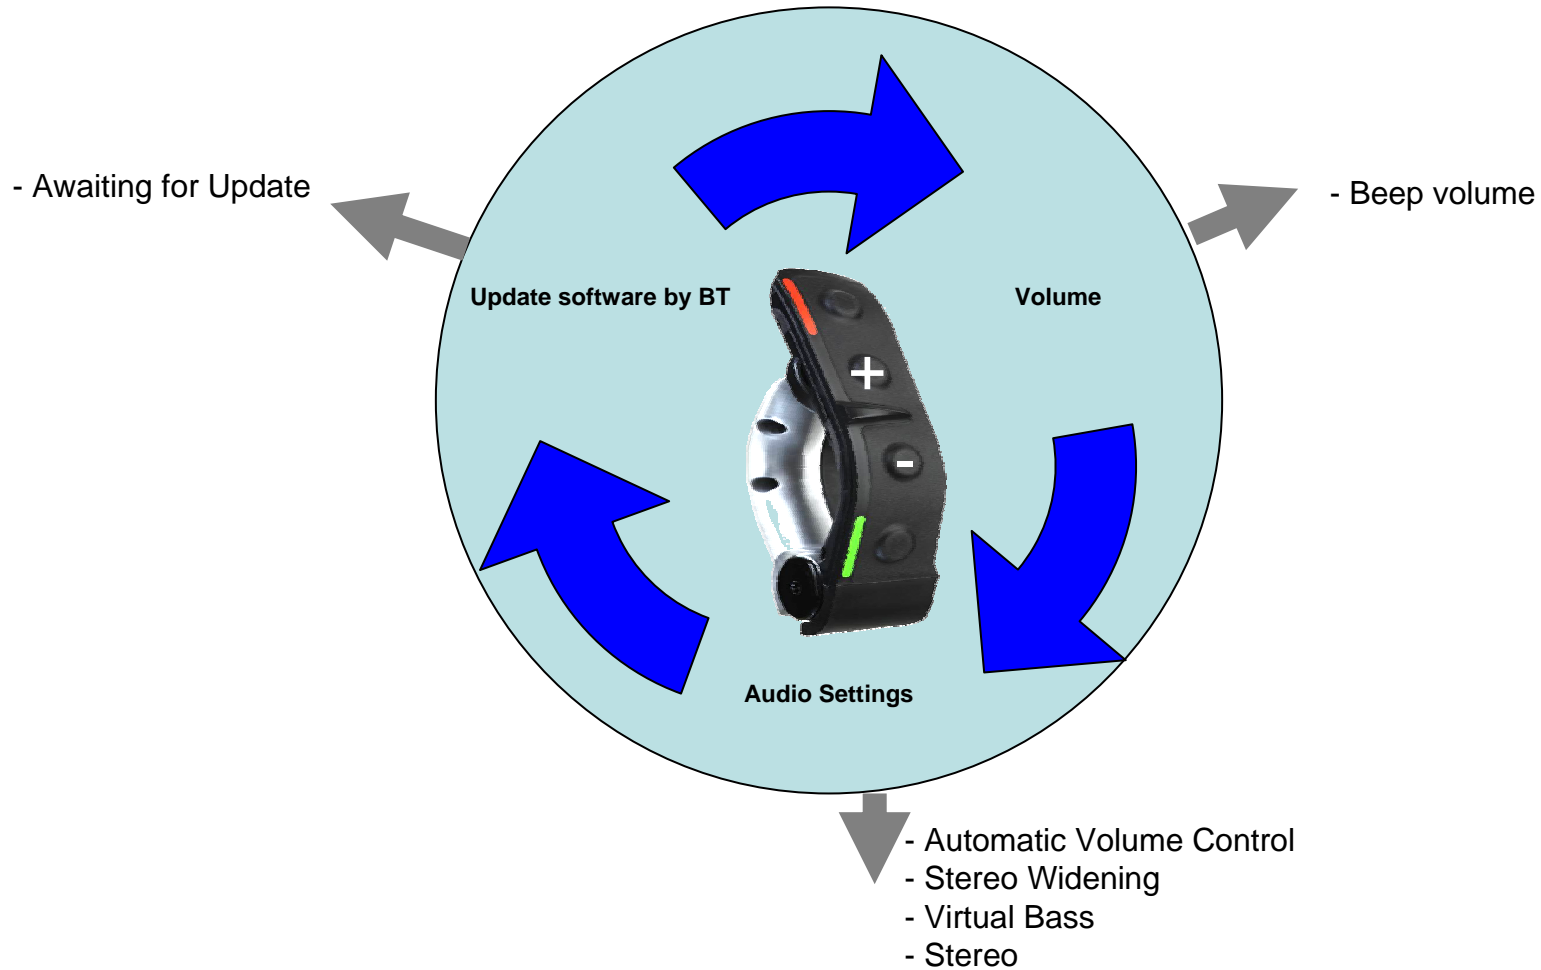 - Awaiting for Update
- Beep volume
Update software by BT
Volume
+
-
Audio Settings
- Automatic Volume Control
- Stereo Widening
- Virtual Bass
- Stereo